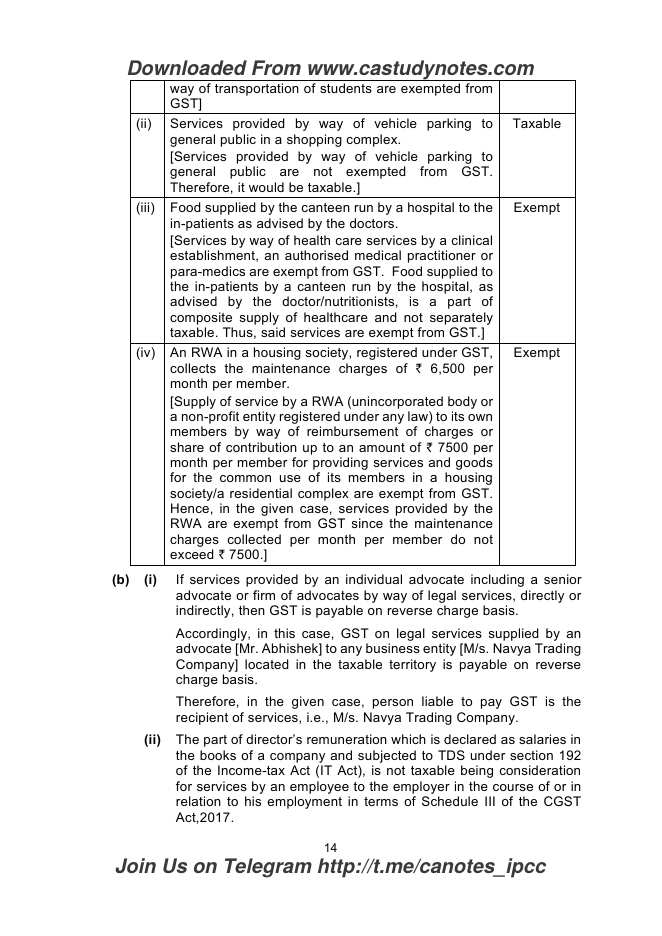 Downloaded From www.castudynotes.com
way of transportation of students are exempted from
GST]
(ii) Services provided by way of vehicle parking to Taxable
general public in a shopping complex.
[Services provided by way of vehicle parking to
general public are not exempted from GST.
Therefore, it would be taxable.]
(iii) Food supplied by the canteen run by a hospital to the Exempt
in-patients as advised by the doctors.
[Services by way of health care services by a clinical
establishment, an authorised medical practitioner or
para-medics are exempt from GST. Food supplied to
the in-patients by a canteen run by the hospital, as
advised by the doctor/nutritionists, is a part of
composite supply of healthcare and not separately
taxable. Thus, said services are exempt from GST.]
(iv) An RWA in a housing society, registered under GST, Exempt
collects the maintenance charges of ₹ 6,500 per
month per member.
[Supply of service by a RWA (unincorporated body or
a non-profit entity registered under any law) to its own
members by way of reimbursement of charges or
share of contribution up to an amount of ₹ 7500 per
month per member for providing services and goods
for the common use of its members in a housing
society/a residential complex are exempt from GST.
Hence, in the given case, services provided by the
RWA are exempt from GST since the maintenance
charges collected per month per member do not
exceed ₹ 7500.]
(b) (i) If services provided by an individual advocate including a senior
advocate or firm of advocates by way of legal services, directly or
indirectly, then GST is payable on reverse charge basis.
Accordingly, in this case, GST on legal services supplied by an
advocate [Mr. Abhishek] to any business entity [M/s. Navya Trading
Company] located in the taxable territory is payable on reverse
charge basis.
Therefore, in the given case, person liable to pay GST is the
recipient of services, i.e., M/s. Navya Trading Company.
(ii) The part of director's remuneration which is declared as salaries in
the books of a company and subjected to TDS under section 192
of the Income-tax Act (IT Act), is not taxable being consideration
for services by an employee to the employer in the course of or in
relation to his employment in terms of Schedule III of the CGST
Act,2017.
14
Join Us on Telegram http://t.me/canotes_ipcc